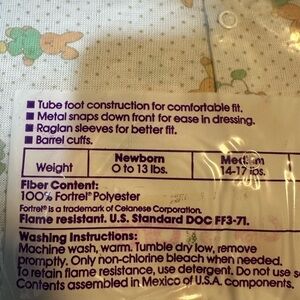 ■ Tube foot construction for comfortable fit.
■ Metal snaps down front for ease in dressing.
■ Raglan sleeves for better fit.
■ Barrel cuffs.
Newborn Medium
Weight 0 to 13 lbs. 14-17 lbs.
Fiber Content:
100% Fortrel® Polyester
Fortrel® is a trademark of Celanese Corporation.
Flame resistant. U.S. Standard DOC FF3-71.
Washing Instructions:
Machine wash, warm. Tumble dry low, remove
promptly. Only non-chlorine bleach when needed.
To retain flame resistance, use detergent. Do not use
Contents assembled in Mexico of U.S.A. components.